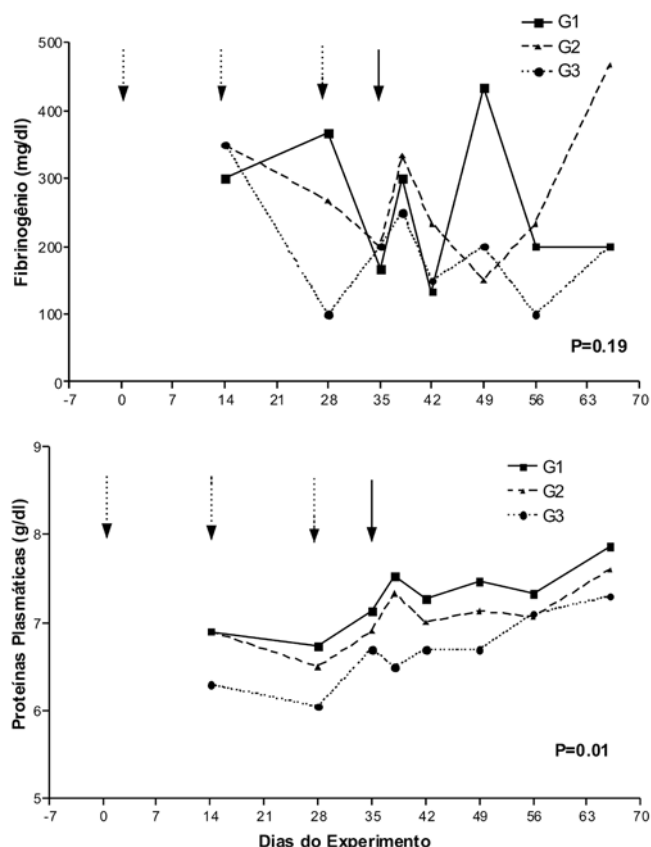 G1
G2
G3
500
400
300
200
100
0
Fibrinogênio (mg/dl)
P=0.19
-7 0 7 14 21 28 35 42 49 56 63 70
9
8
7
6
5
Proteínas Plasmáticas (g/dl)
G1
G2
G3
P=0.01
-7 0 7 14 21 28 35 42 49 56 63 70
Dias do Experimento